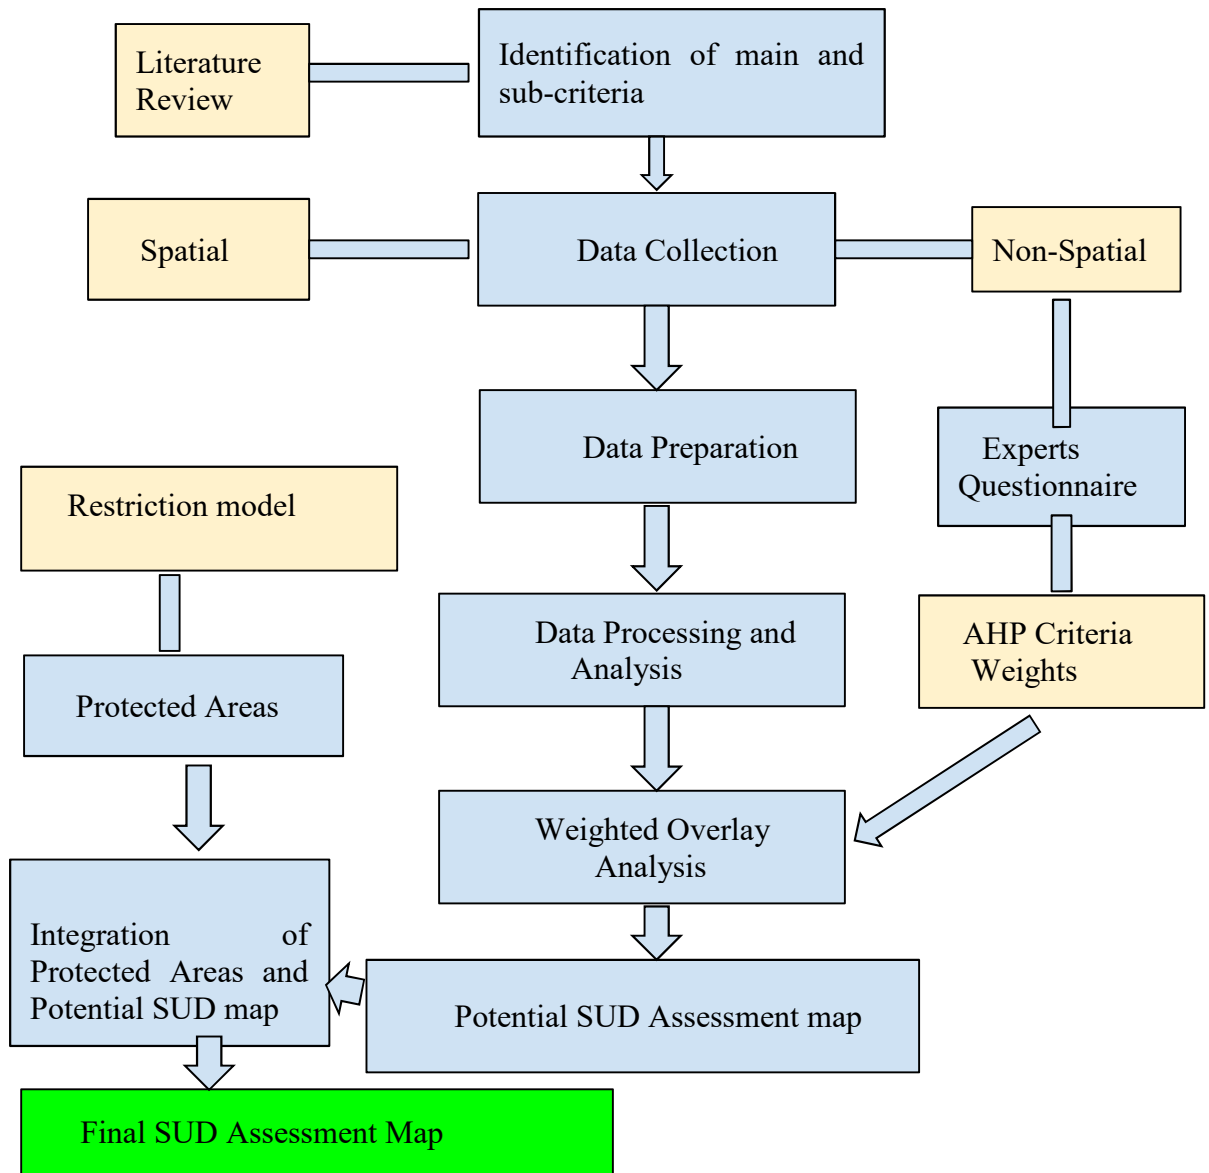 Literature
Review
Identification of main and
sub-criteria
Spatial
Data Collection
Non-Spatial
Data Preparation
Experts
Questionnaire
Restriction model
Data Processing and
Analysis
AHP Criteria
Weights
Protected Areas
Weighted Overlay
Analysis
Integration of
Protected Areas and
Potential SUD map
Potential SUD Assessment map
Final SUD Assessment Map